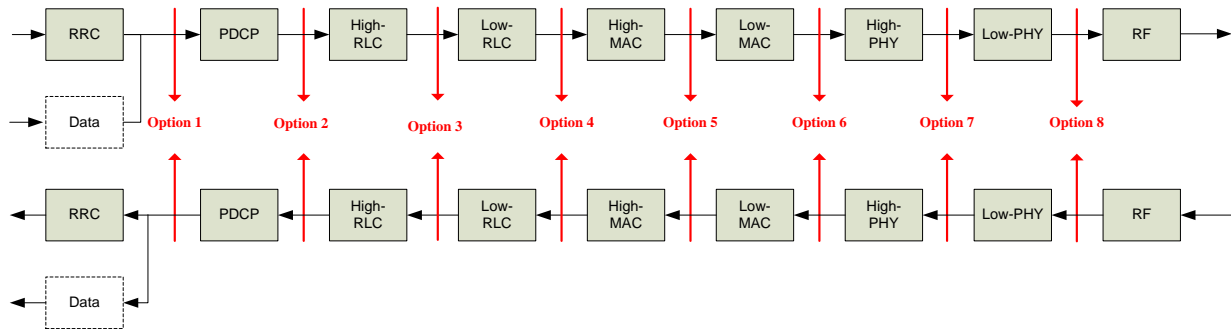 RRC
PDCP
High-
RLC
Low-
RLC
High-
MAC
Low-
MAC
High-
PHY
Low-PHY
RF
Data
Option 1
Option 2
Option 3
Option 4
Option 5
Option 6
Option 7
Option 8
RRC
PDCP
High-
RLC
Low-
RLC
High-
MAC
Low-
MAC
High-
PHY
Low-PHY
RF
Data